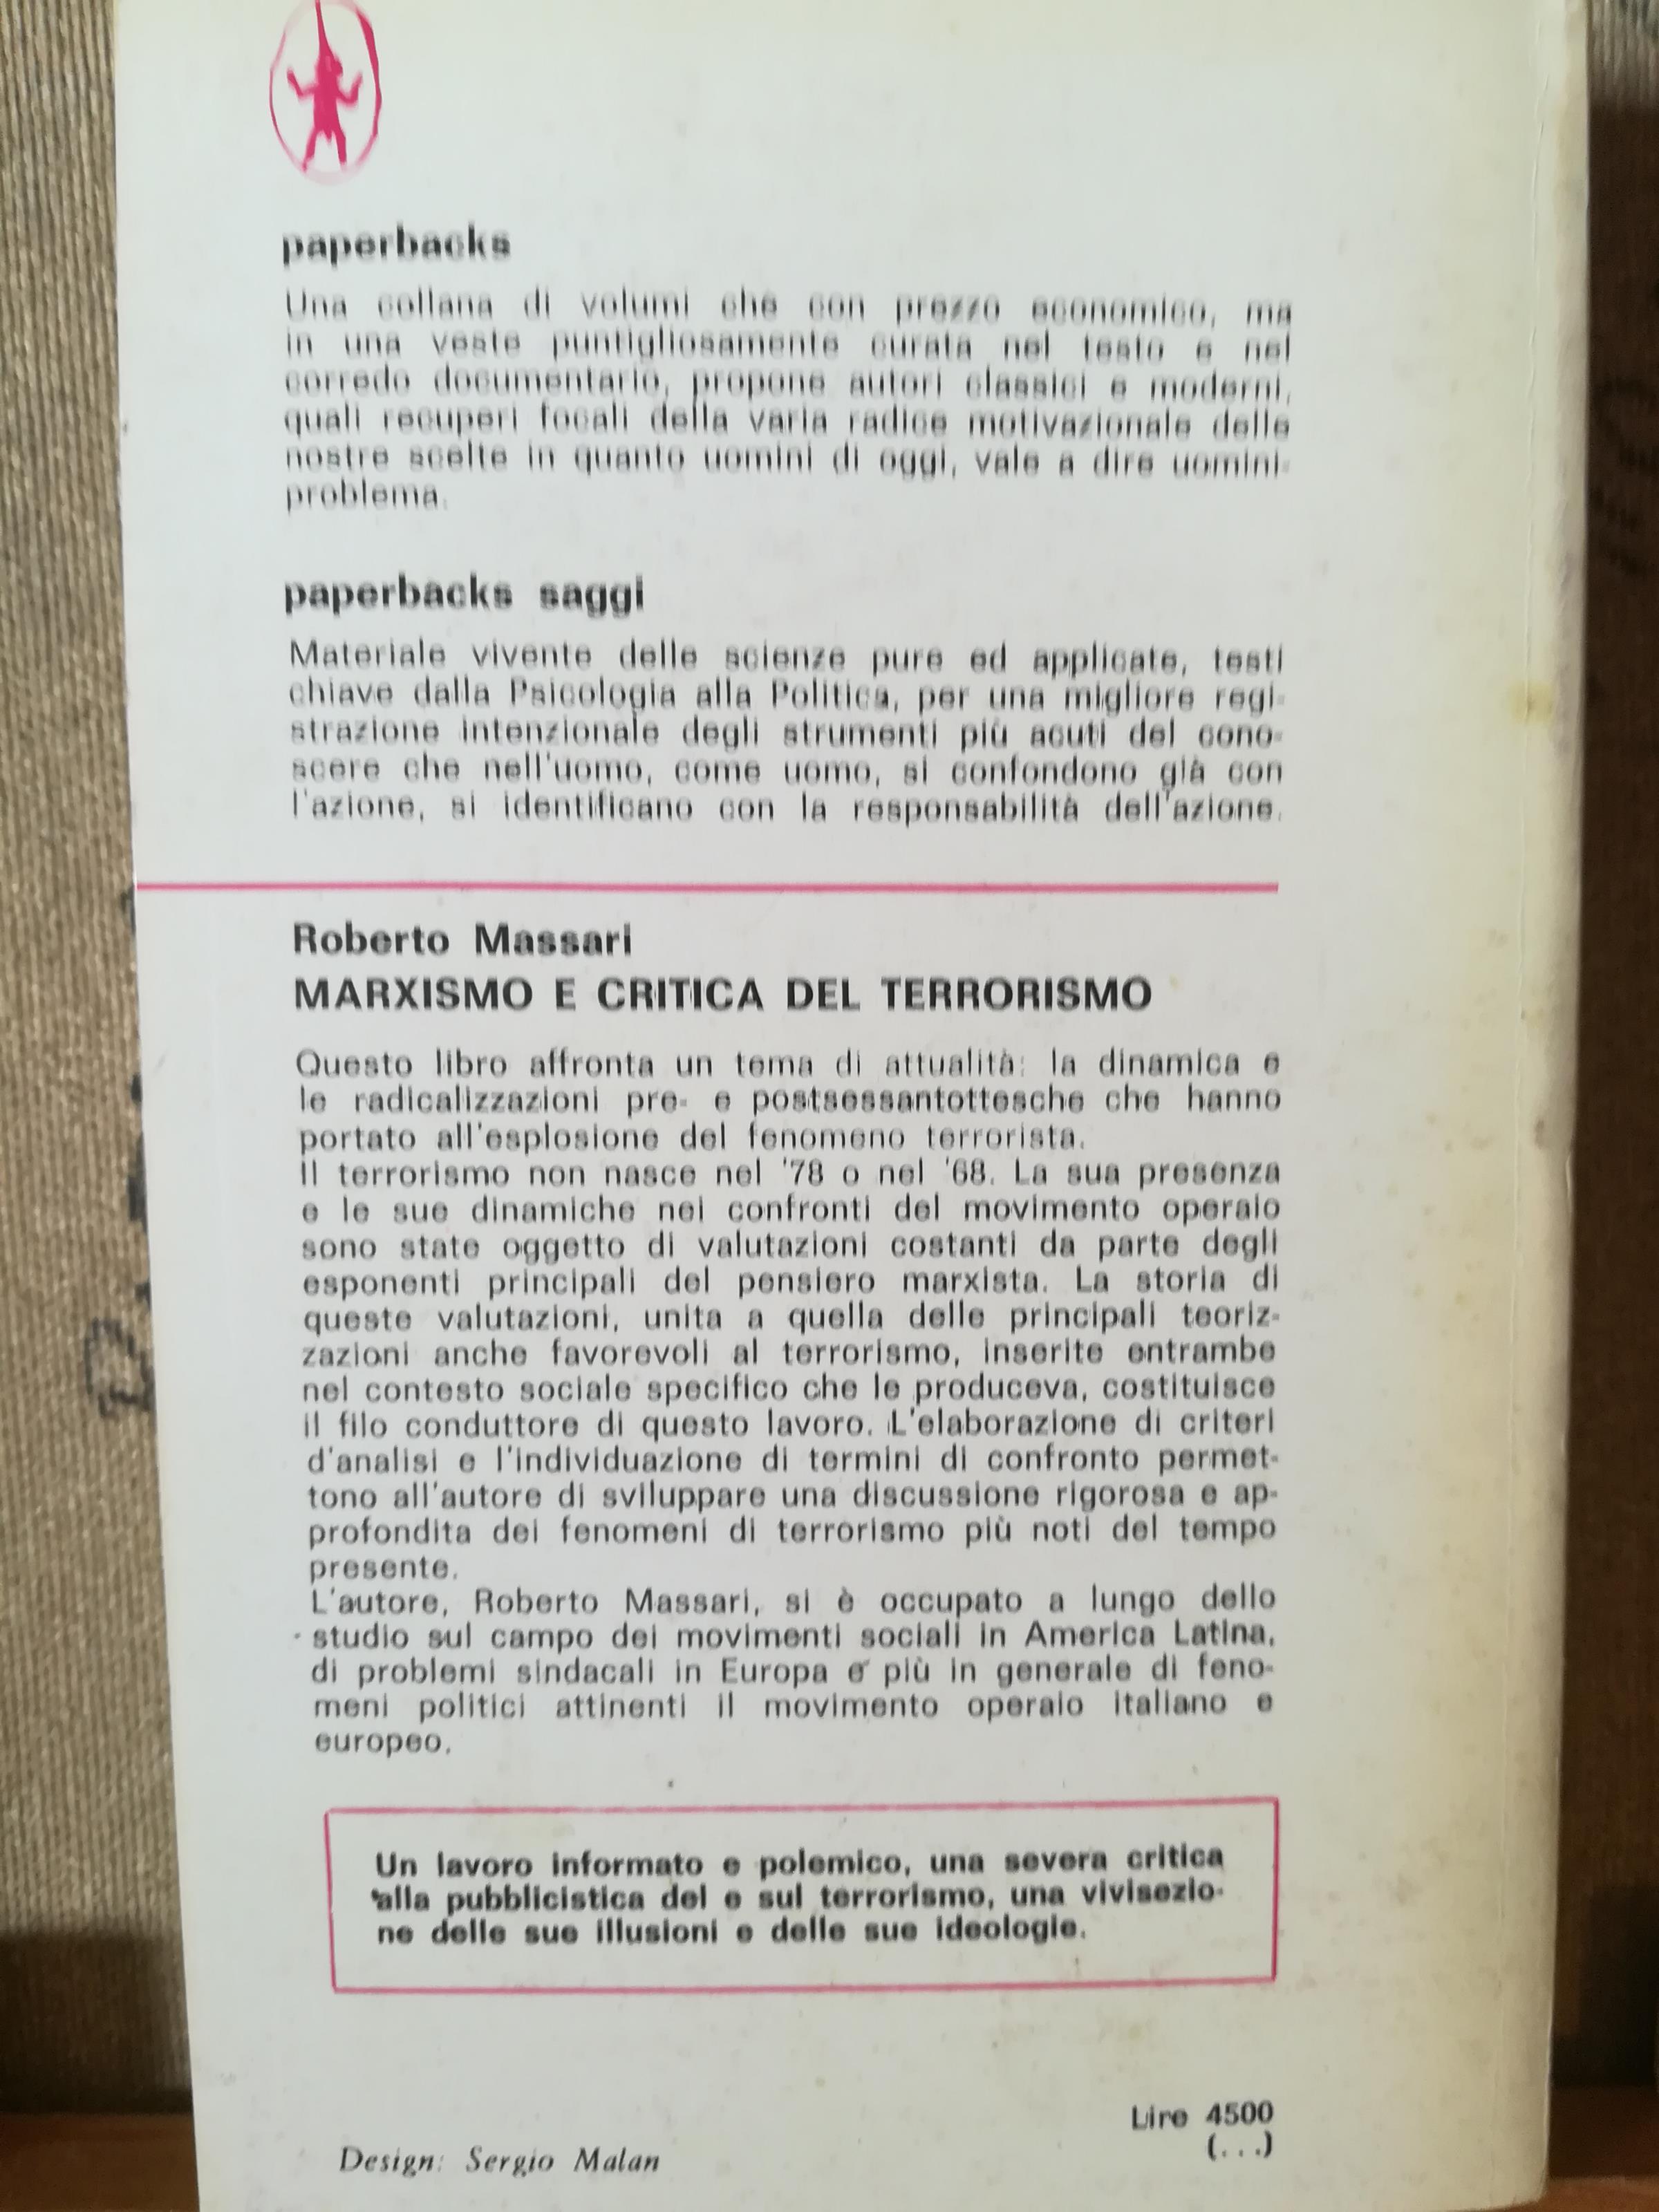 paperbacks
Una collana di volumi che con prezzo economico, ma
in una veste puntigliosamente curata nel testo e nel
corredo documentario, propone autori classici e moderni,
quali recuperi focali della varia radice motivazionale delle
nostre scelte in quanto uomini di oggi, vale a dire uomini-
problema.
paperbacks saggi
Materiale vivente delle scienze pure ed applicate, testi
chiave dalla Psicologia alla Politica, per una migliore regi-
strazione intenzionale degli strumenti più acuti del cono-
scere che nell'uomo, come uomo, si confondono già con
l'azione, si identificano con la responsabilità dell'azione.
Roberto Massari
MARXISMO E CRITICA DEL TERRORISMO
Questo libro affronta un tema di attualità: la dinamica e
le radicalizzazioni pre- e postsessantottesche che hanno
portato all'esplosione del fenomeno terrorista.
Il terrorismo non nasce nel '78 o nel '68. La sua presenza
e le sue dinamiche nei confronti del movimento operaio
sono state oggetto di valutazioni costanti da parte degli
esponenti principali del pensiero marxista. La storia di
queste valutazioni, unita a quella delle principali teoriz-
zazioni anche favorevoli al terrorismo, inserite entrambe
nel contesto sociale specifico che le produceva, costituisce
il filo conduttore di questo lavoro. L'elaborazione di criteri
d'analisi e l'individuazione di termini di confronto permet-
tono all'autore di sviluppare una discussione rigorosa e ap-
profondita dei fenomeni di terrorismo più noti del tempo
presente.
L'autore, Roberto Massari, si è occupato a lungo dello
studio sul campo dei movimenti sociali in America Latina,
di problemi sindacali in Europa e più in generale di feno-
meni politici attinenti il movimento operaio italiano e
europeo.
Un lavoro informato e polemico, una severa critica
alla pubblicistica del e sul terrorismo, una vivisezio-
ne delle sue illusioni e delle sue ideologie.
Lire 4500
(...)
Design: Sergio Malan